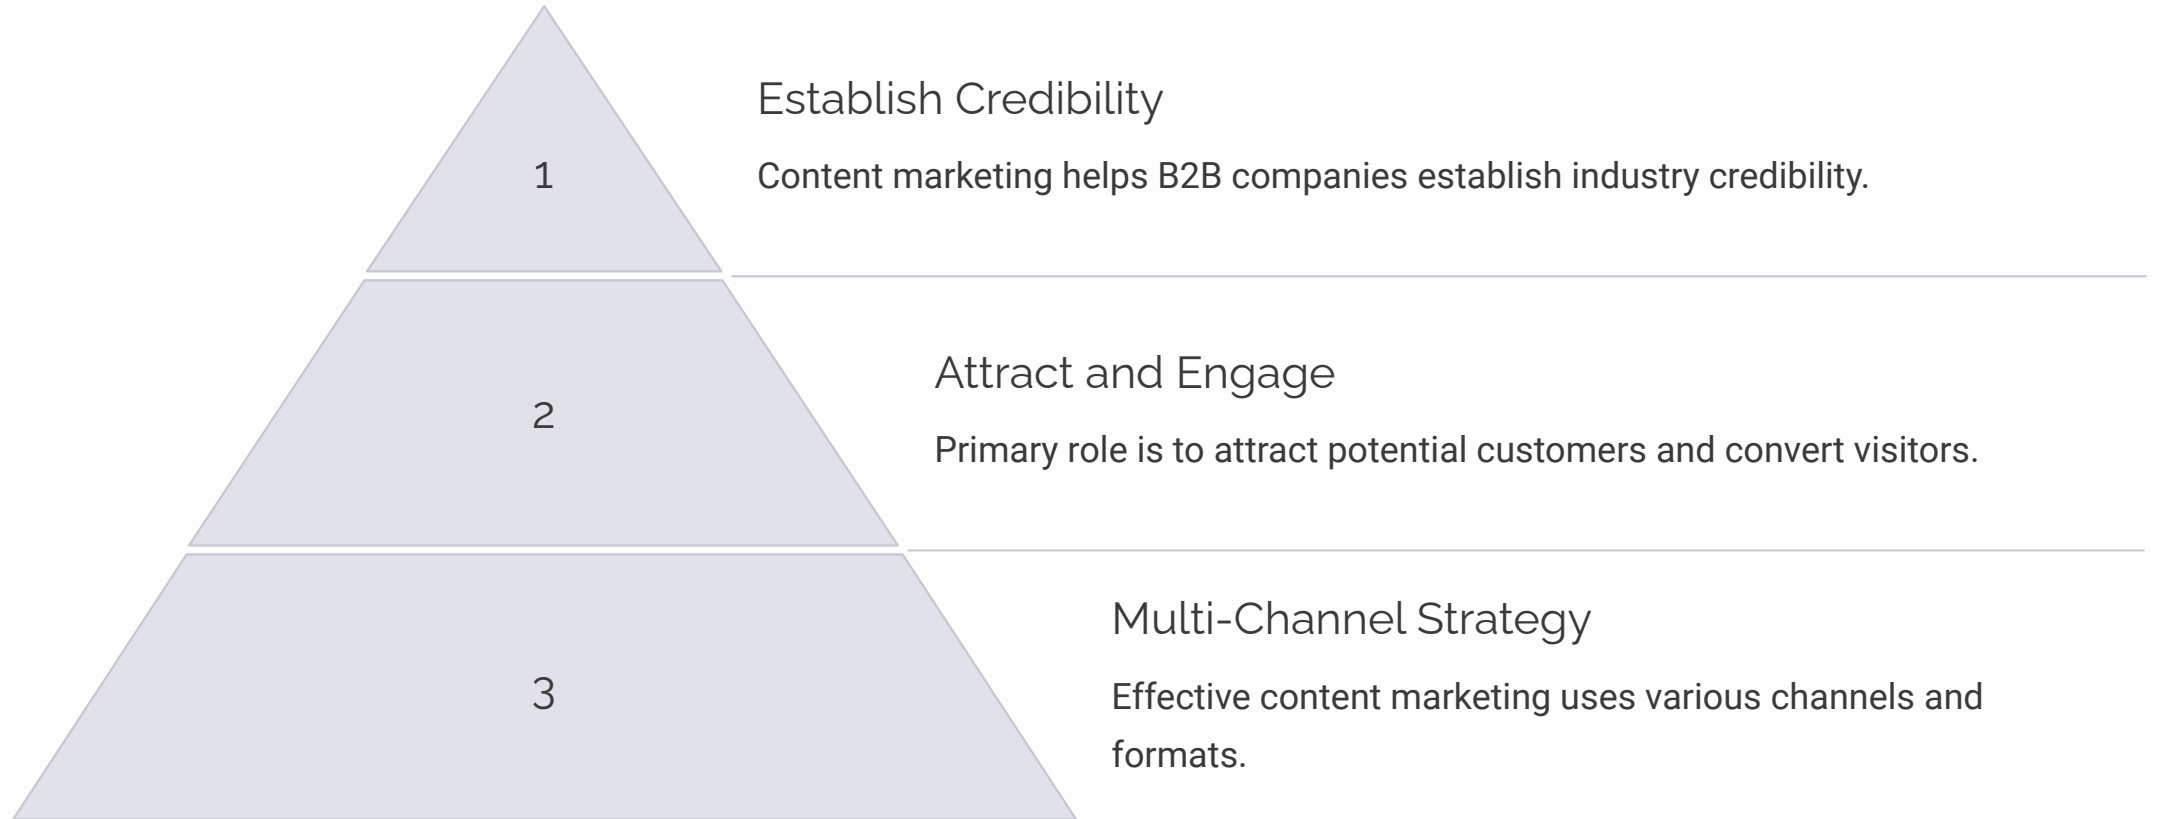 Establish Credibility
1
Content marketing helps B2B companies establish industry credibility.
Attract and Engage
2
Primary role is to attract potential customers and convert visitors.
Multi-Channel Strategy
3
Effective content marketing uses various channels and
formats.